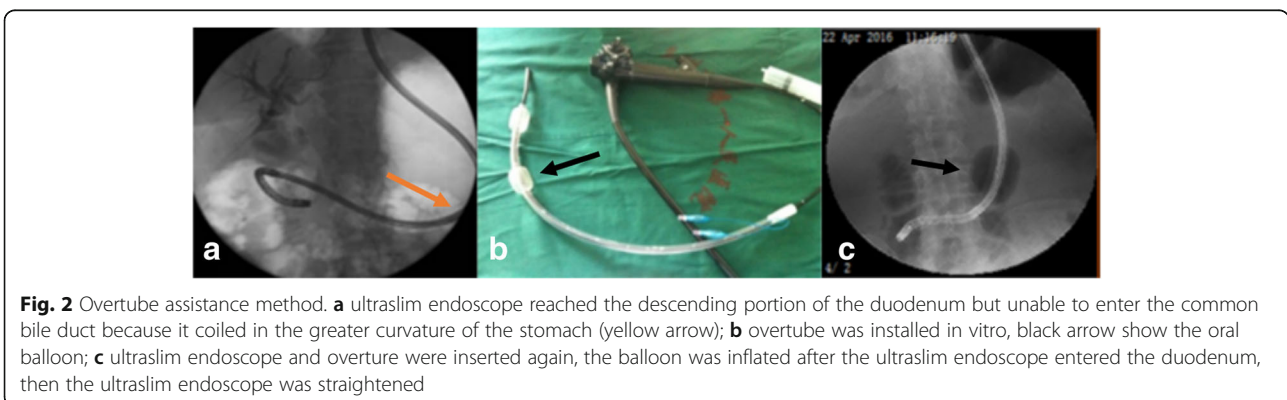 22 Apr 2016 11:16:19
a
b
c
4/ 2
Fig. 2 Overtube assistance method. a ultraslim endoscope reached the descending portion of the duodenum but unable to enter the common
bile duct because it coiled in the greater curvature of the stomach (yellow arrow); b overtube was installed in vitro, black arrow show the oral
balloon; c ultraslim endoscope and overture were inserted again, the balloon was inflated after the ultraslim endoscope entered the duodenum,
then the ultraslim endoscope was straightened